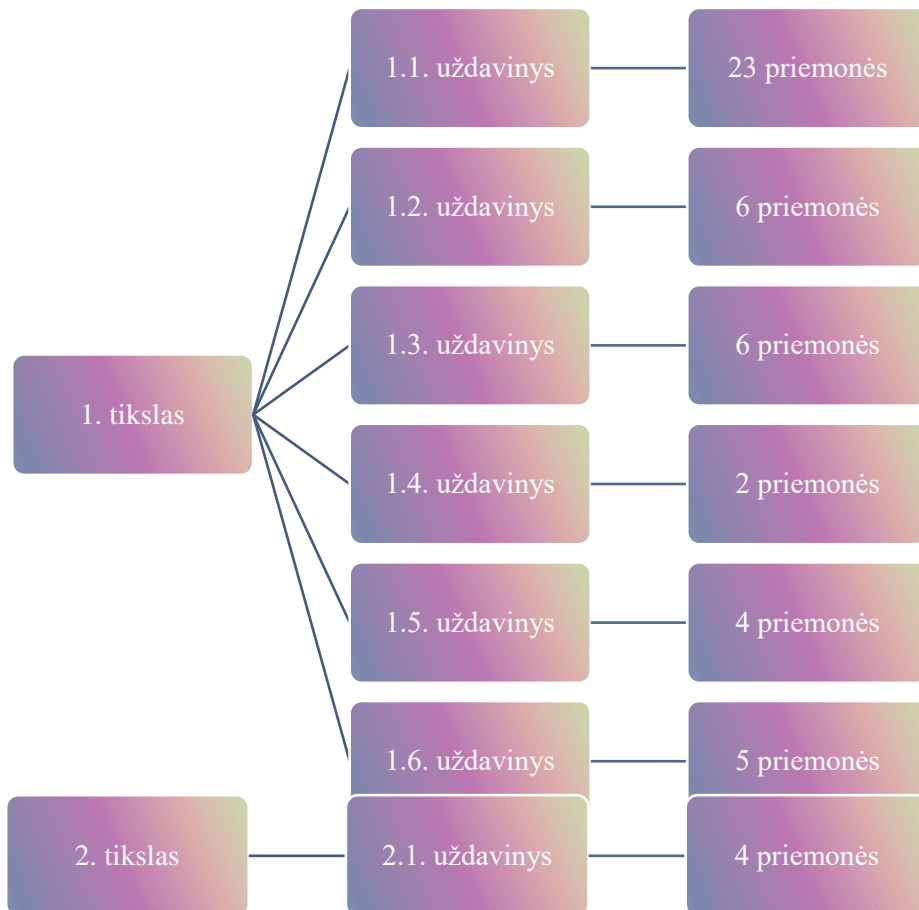 1.1. uždavinys
23 priemonės
1.2. uždavinys
6 priemonės
1.3. uždavinys
6 priemonės
1. tikslas
1.4. uždavinys
2 priemonės
1.5. uždavinys
4 priemonės
1.6. uždavinys
5 priemonės
2. tikslas
2.1. uždavinys
4 priemonės